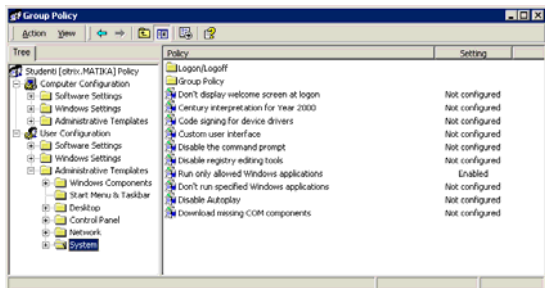 Group Policy
Action View
Tree
Studenti [citrix.MATIKA] Policy
Computer Configuration
Software Settings
Windows Settings
Administrative Templates
User Configuration
Software Settings
Windows Settings
Administrative Templates
Windows Components
Start Menu & Taskbar
Desktop
Control Panel
Network
System
Policy Setting
Logon/Logoff
Group Policy
Don't display welcome screen at logon Not configured
Century interpretation for Year 2000 Not configured
Code signing for device drivers Not configured
Custom user interface Not configured
Disable the command prompt Not configured
Disable registry editing tools Not configured
Run only allowed Windows applications Enabled
Don't run specified Windows applications Not configured
Disable Autoplay Not configured
Download missing COM components Not configured